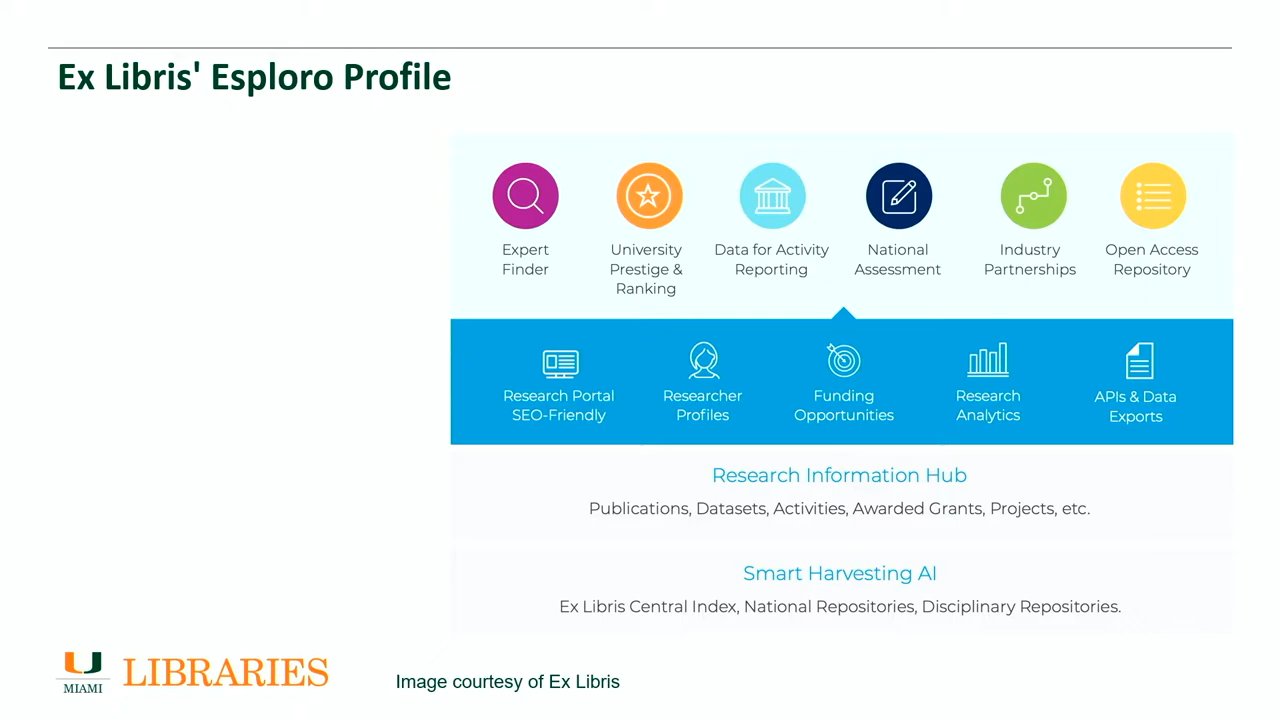 Ex Libris' Esploro Profile
Expert
Finder
University
Prestige &
Ranking
Data for Activity
Reporting
National
Assessment
Industry
Partnerships
Open Access
Repository
Research Portal
SEO-Friendly
Researcher
Profiles
Funding
Opportunities
Research
Analytics
APIs & Data
Exports
Research Information Hub
Publications, Datasets, Activities, Awarded Grants, Projects, etc.
Smart Harvesting AI
Ex Libris Central Index, National Repositories, Disciplinary Repositories.
U
MIAMI
LIBRARIES
Image courtesy of Ex Libris